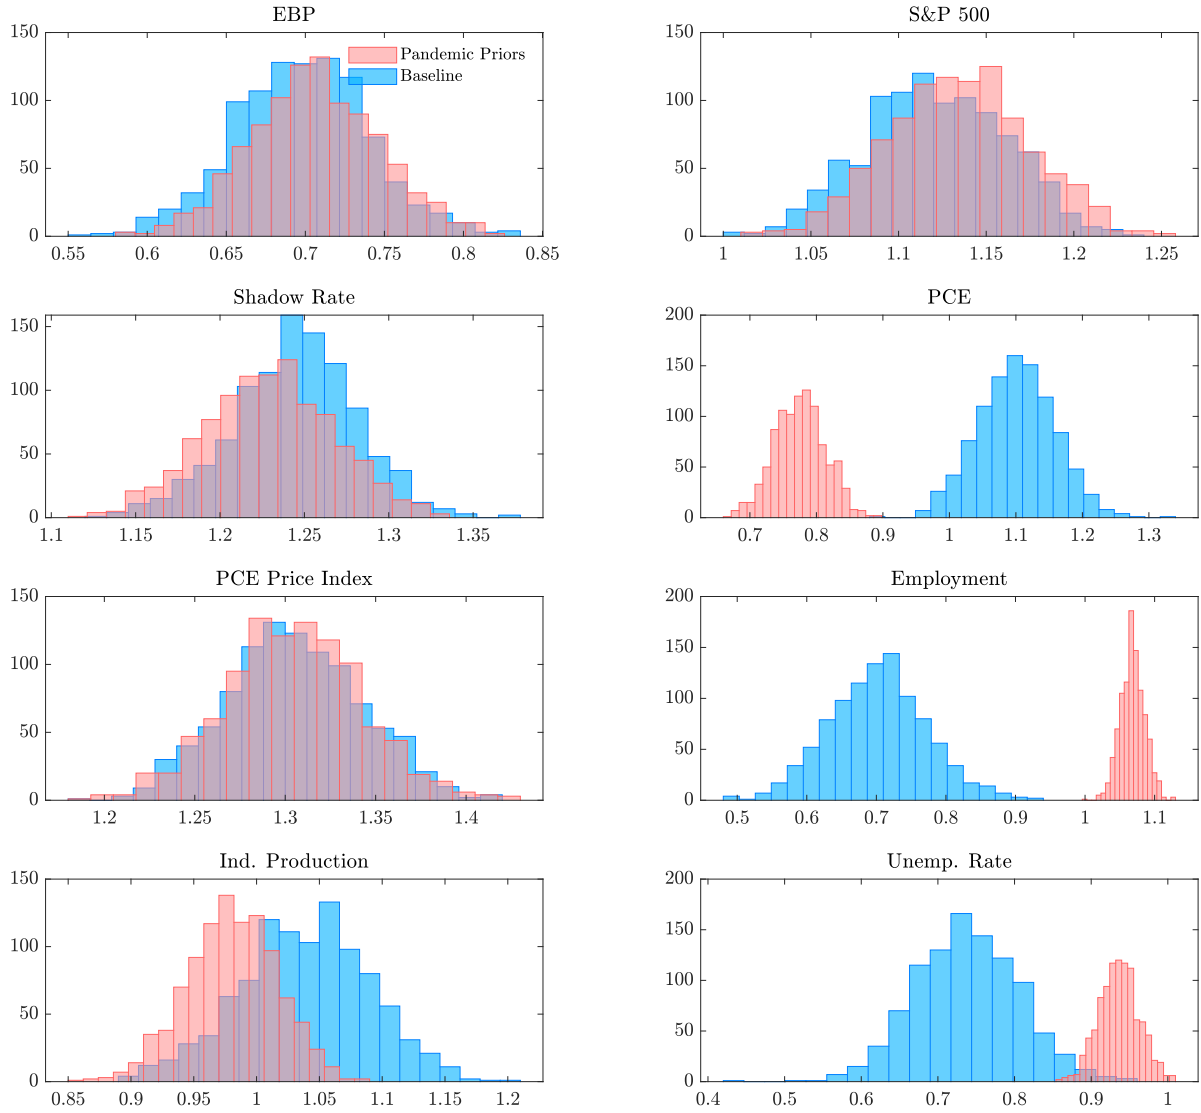 EBP
150
100
50
0
0.55 0.6 0.65 0.7 0.75 0.8 0.85
Pandemic Priors
Baseline
S&P 500
150
100
50
0
1 1.05 1.1 1.15 1.2 1.25
Shadow Rate
150
100
50
0
1.1 1.15 1.2 1.25 1.3 1.35
PCE
200
150
100
50
0
0.7 0.8 0.9 1 1.1 1.2 1.3
PCE Price Index
150
100
50
0
1.2 1.25 1.3 1.35 1.4
Employment
200
150
100
50
0
0.5 0.6 0.7 0.8 0.9 1 1.1
Ind. Production
150
100
50
0
0.85 0.9 0.95 1 1.05 1.1 1.15 1.2
Unemp. Rate
200
150
100
50
0
0.4 0.5 0.6 0.7 0.8 0.9 1